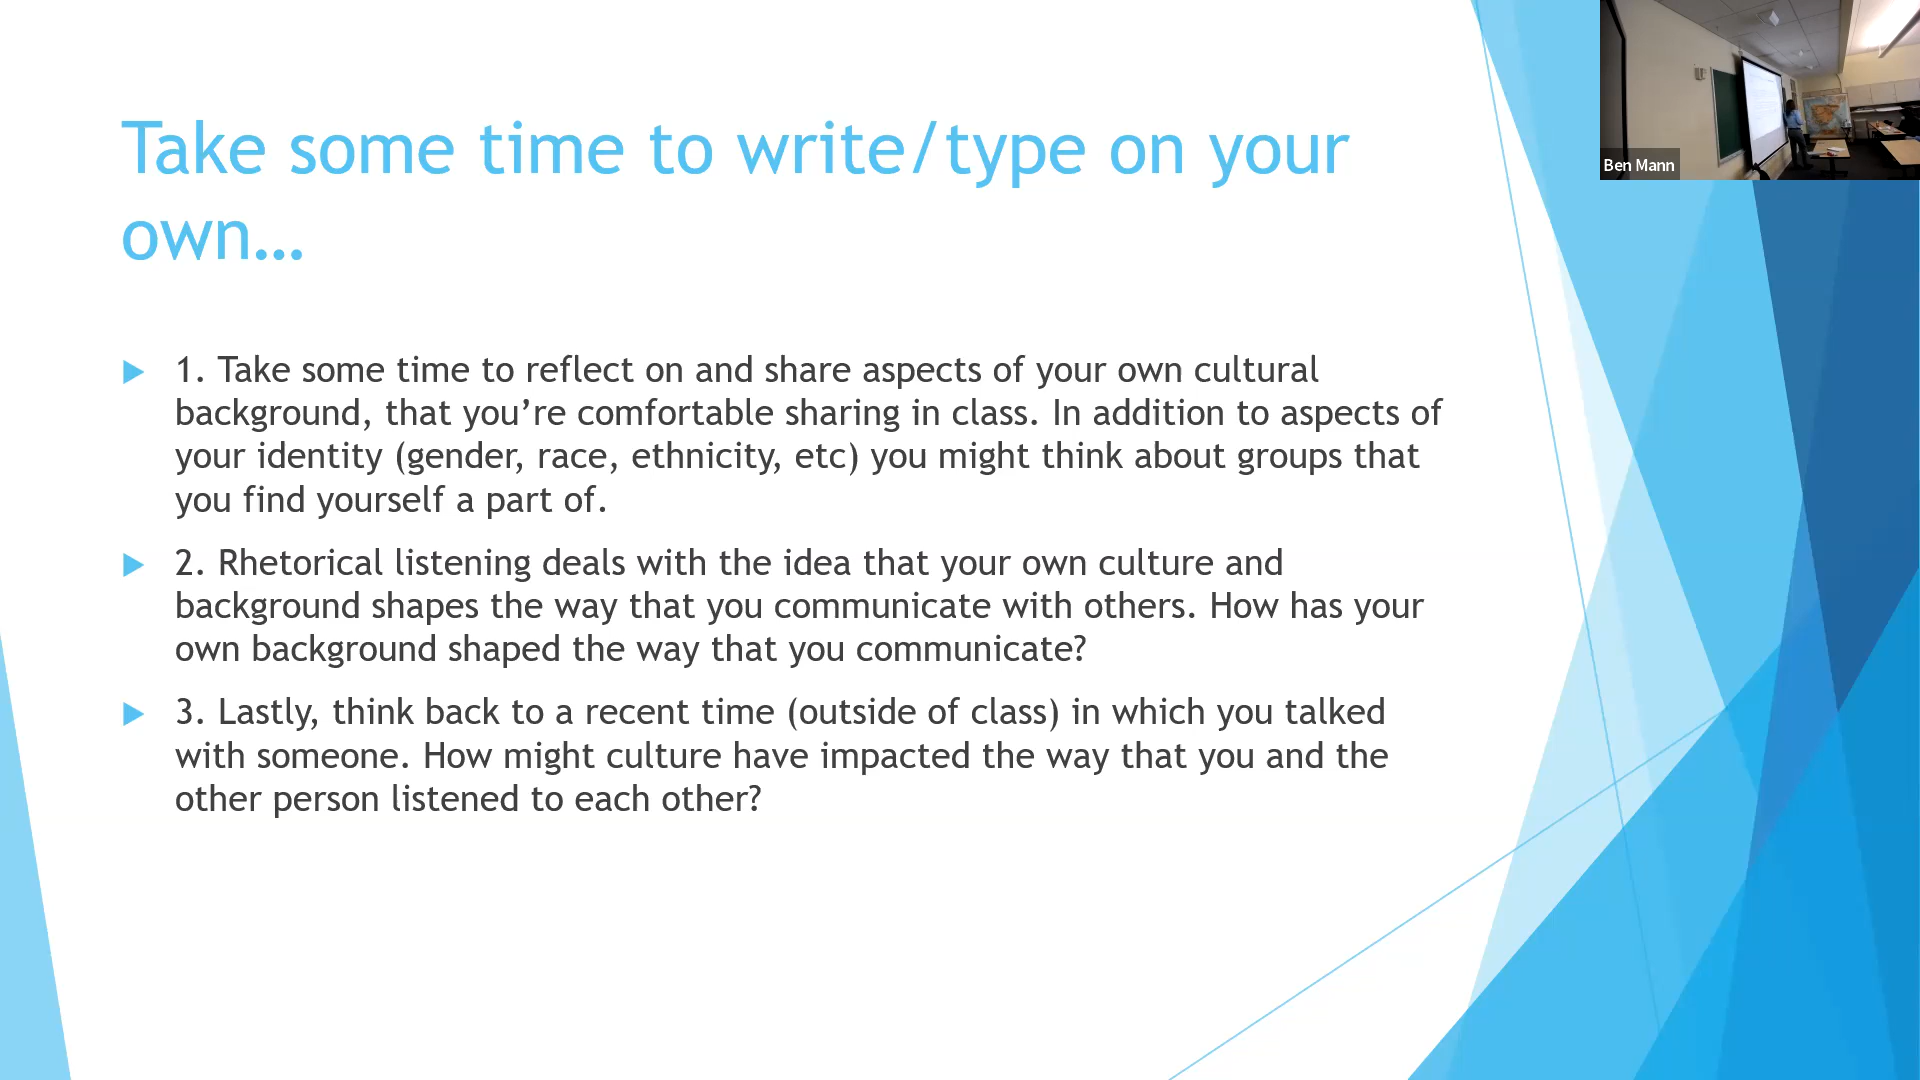 Take some time to write/type on your
own…
1. Take some time to reflect on and share aspects of your own cultural
background, that you’re comfortable sharing in class. In addition to aspects of
your identity (gender, race, ethnicity, etc) you might think about groups that
you find yourself a part of.
2. Rhetorical listening deals with the idea that your own culture and
background shapes the way that you communicate with others. How has your
own background shaped the way that you communicate?
3. Lastly, think back to a recent time (outside of class) in which you talked
with someone. How might culture have impacted the way that you and the
other person listened to each other?
Ben Mann